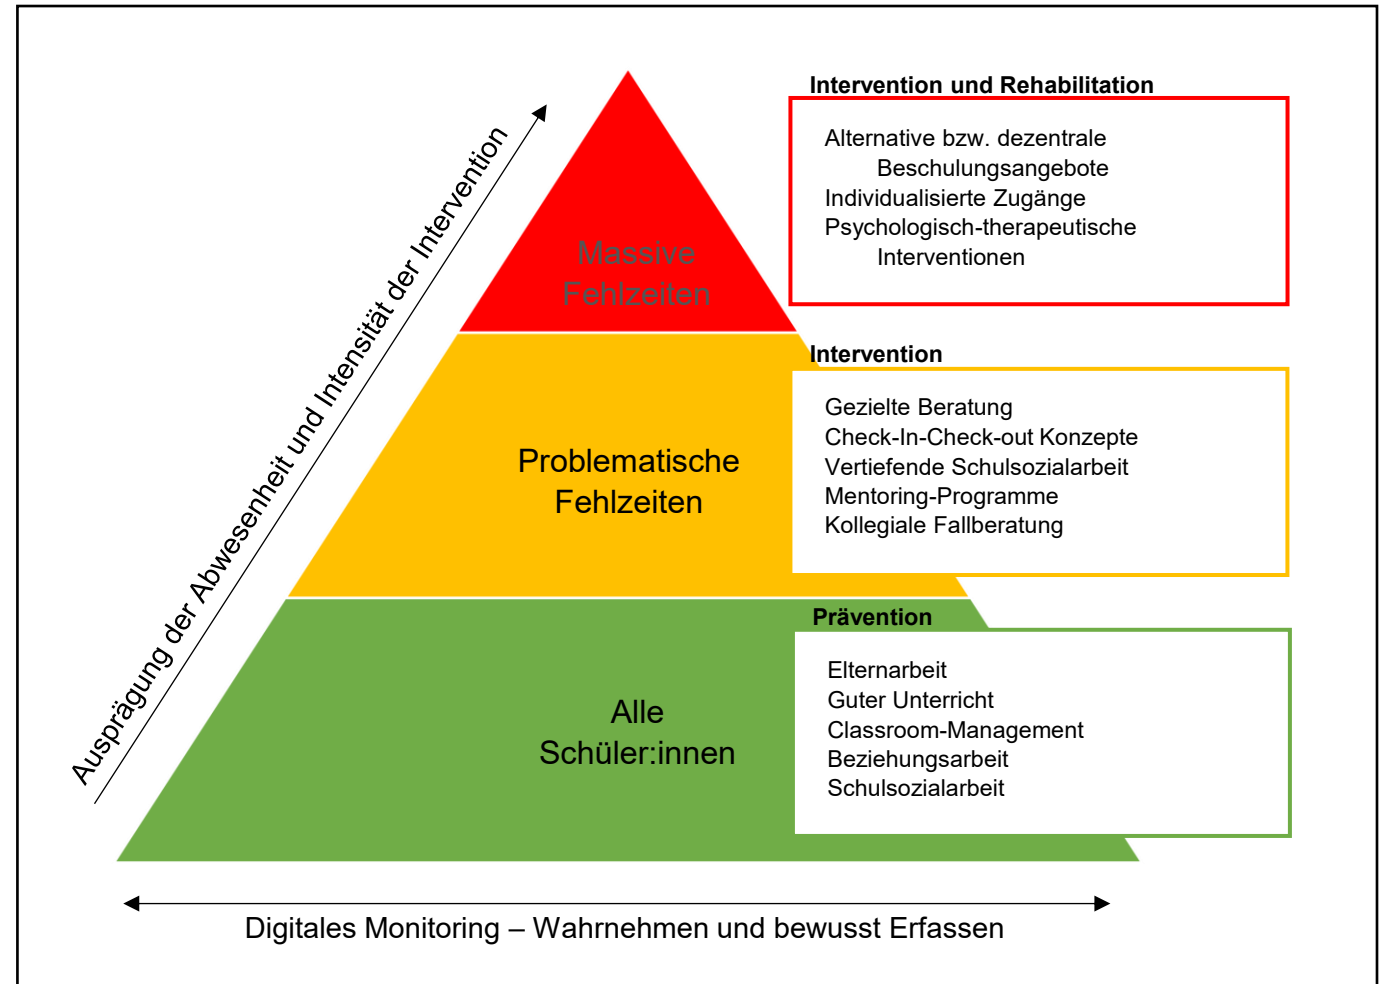 Intervention und Rehabilitation
Alternative bzw. dezentrale
Beschulungsangebote
Individualisierte Zugänge
Psychologisch-therapeutische
Interventionen
Massive
Fehlzeiten
Ausprägung der Abwesenheit und Intensität der Intervention
Intervention
Gezielte Beratung
Check-In-Check-out Konzepte
Vertiefende Schulsozialarbeit
Mentoring-Programme
Kollegiale Fallberatung
Problematische
Fehlzeiten
Prävention
Elternarbeit
Guter Unterricht
Classroom-Management
Beziehungsarbeit
Schulsozialarbeit
Alle
Schüler:innen
Digitales Monitoring – Wahrnehmen und bewusst Erfassen